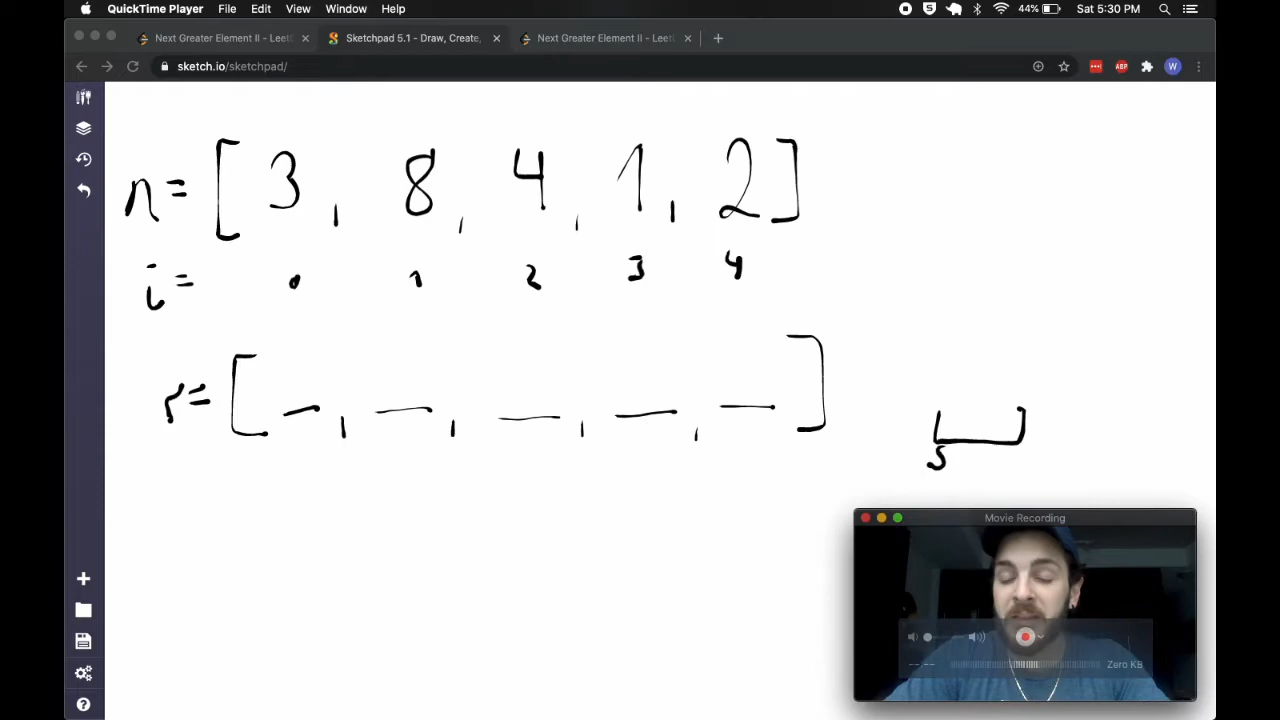 QuickTime Player File Edit View Window Help 44% Sat 5:30 PM
Next Greater Element II - Leet Sketchpad 5.1 - Draw, Create, Next Greater Element II - Leet
sketch.io/sketchpad/ ABP W
n = [ 3 , 8 , 4 , 1 , 2 ]
i = 0 1 2 3 4
r = [ _ , _ , _ , _ , _ ]
S
Movie Recording
--:-- Zero KB